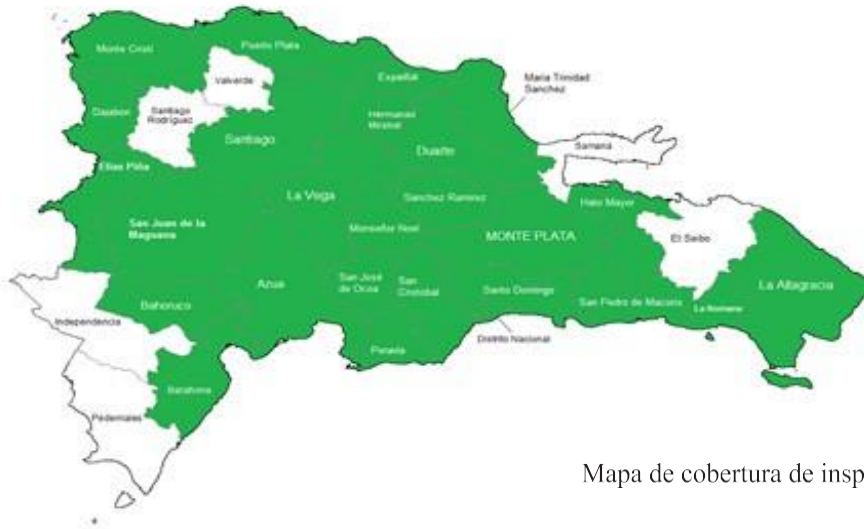 Monte Cristi
Puerto Plata
Valverde
Espaillat
Maria Trinidad
Sanchez
Dajabon
Santiago
Rodríguez
Hermanas
Mirabal
Santiago
Duarte
Samaná
Elías Piña
La Vega
Sanchez Ramirez
Hato Mayor
San Juan de la
Maguana
Monseñor Noel
MONTE PLATA
El Seibo
Azua
San José
de Ocoa
San
Cristobal
Santo Domingo
La Altagracia
Bahoruco
San Pedro de Macoris
La Romana
Independencia
Distrito Nacional
Peravia
Barahona
Pedernales
Mapa de cobertura de insp